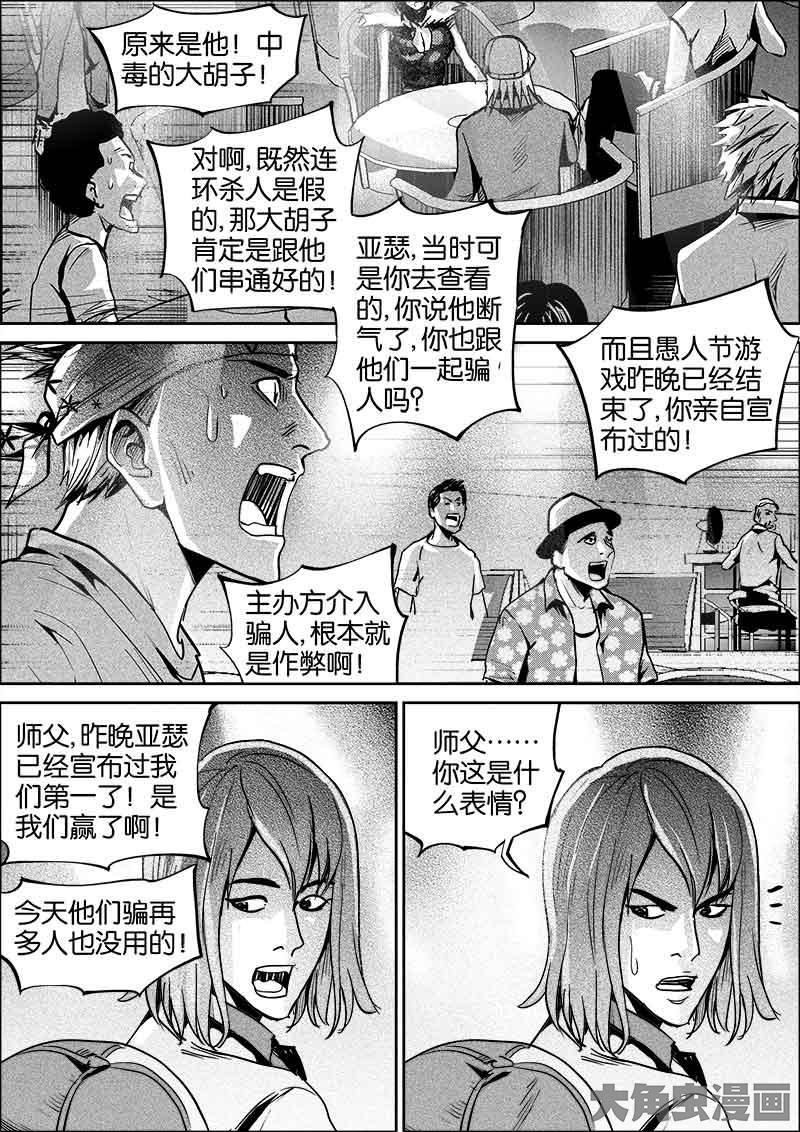 原来是他！中
毒的大胡子！
对啊，既然连
环杀人是假
的，那大胡子
肯定是跟他
们串通好的！
亚瑟，当时可
是你去查看
的，你说他断
气了，你也跟
他们一起骗
人吗？
而且愚人节游
戏昨晚已经结
束了，你亲自宣
布过的！
主办方介入
骗人，根本就
是作弊啊！
师父，昨晚亚瑟
已经宣布过我
们第一了！是
我们赢了啊！
今天他们骗再
多人也没用的！
师父……
你这是什
么表情？
大角虫漫画